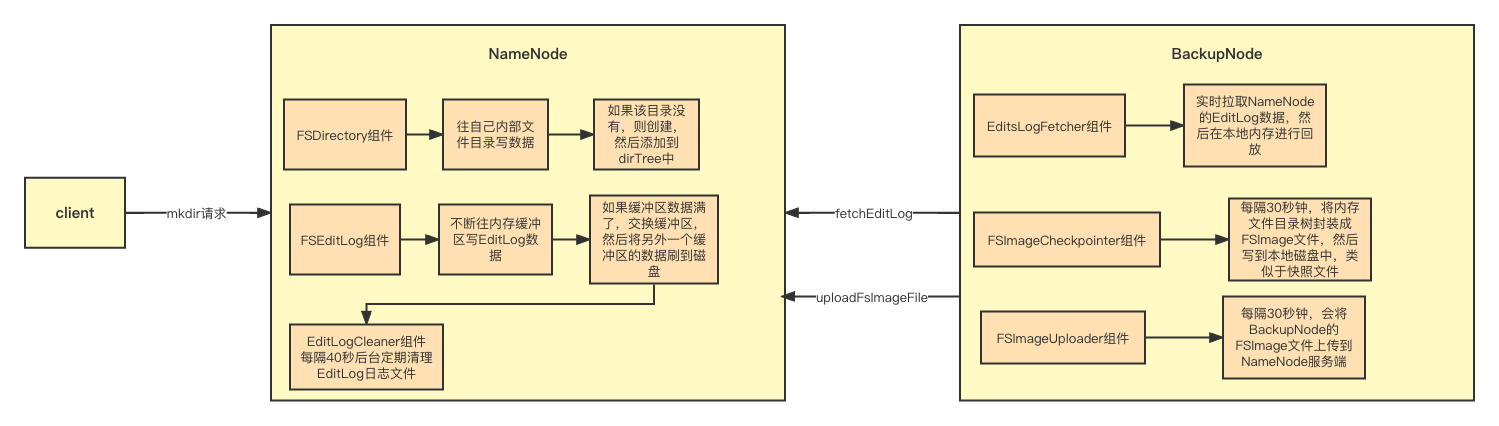 client
mkdir请求
NameNode
FSDirectory组件
往自己内部文
件目录写数据
如果该目录没
有，则创建，
然后添加到
dirTree中
FSEditLog组件
不断往内存缓冲
区写EditLog数
据
如果缓冲区数据满
了，交换缓冲区，
然后将另外一个缓
冲区的数据刷到磁
盘
EditLogCleaner组件
每隔40秒后台定期清理
EditLog日志文件
fetchEditLog
uploadFsImageFile
BackupNode
EditsLogFetcher组件
实时拉取NameNode
的EditLog数据，然
后在本地内存进行回
放
FSImageCheckpointer组件
每隔30秒钟，将内存
文件目录树封装成
FSImage文件，然后
写到本地磁盘中，类
似于快照文件
FSImageUploader组件
每隔30秒钟，会将
BackupNode的
FSImage文件上传到
NameNode服务端